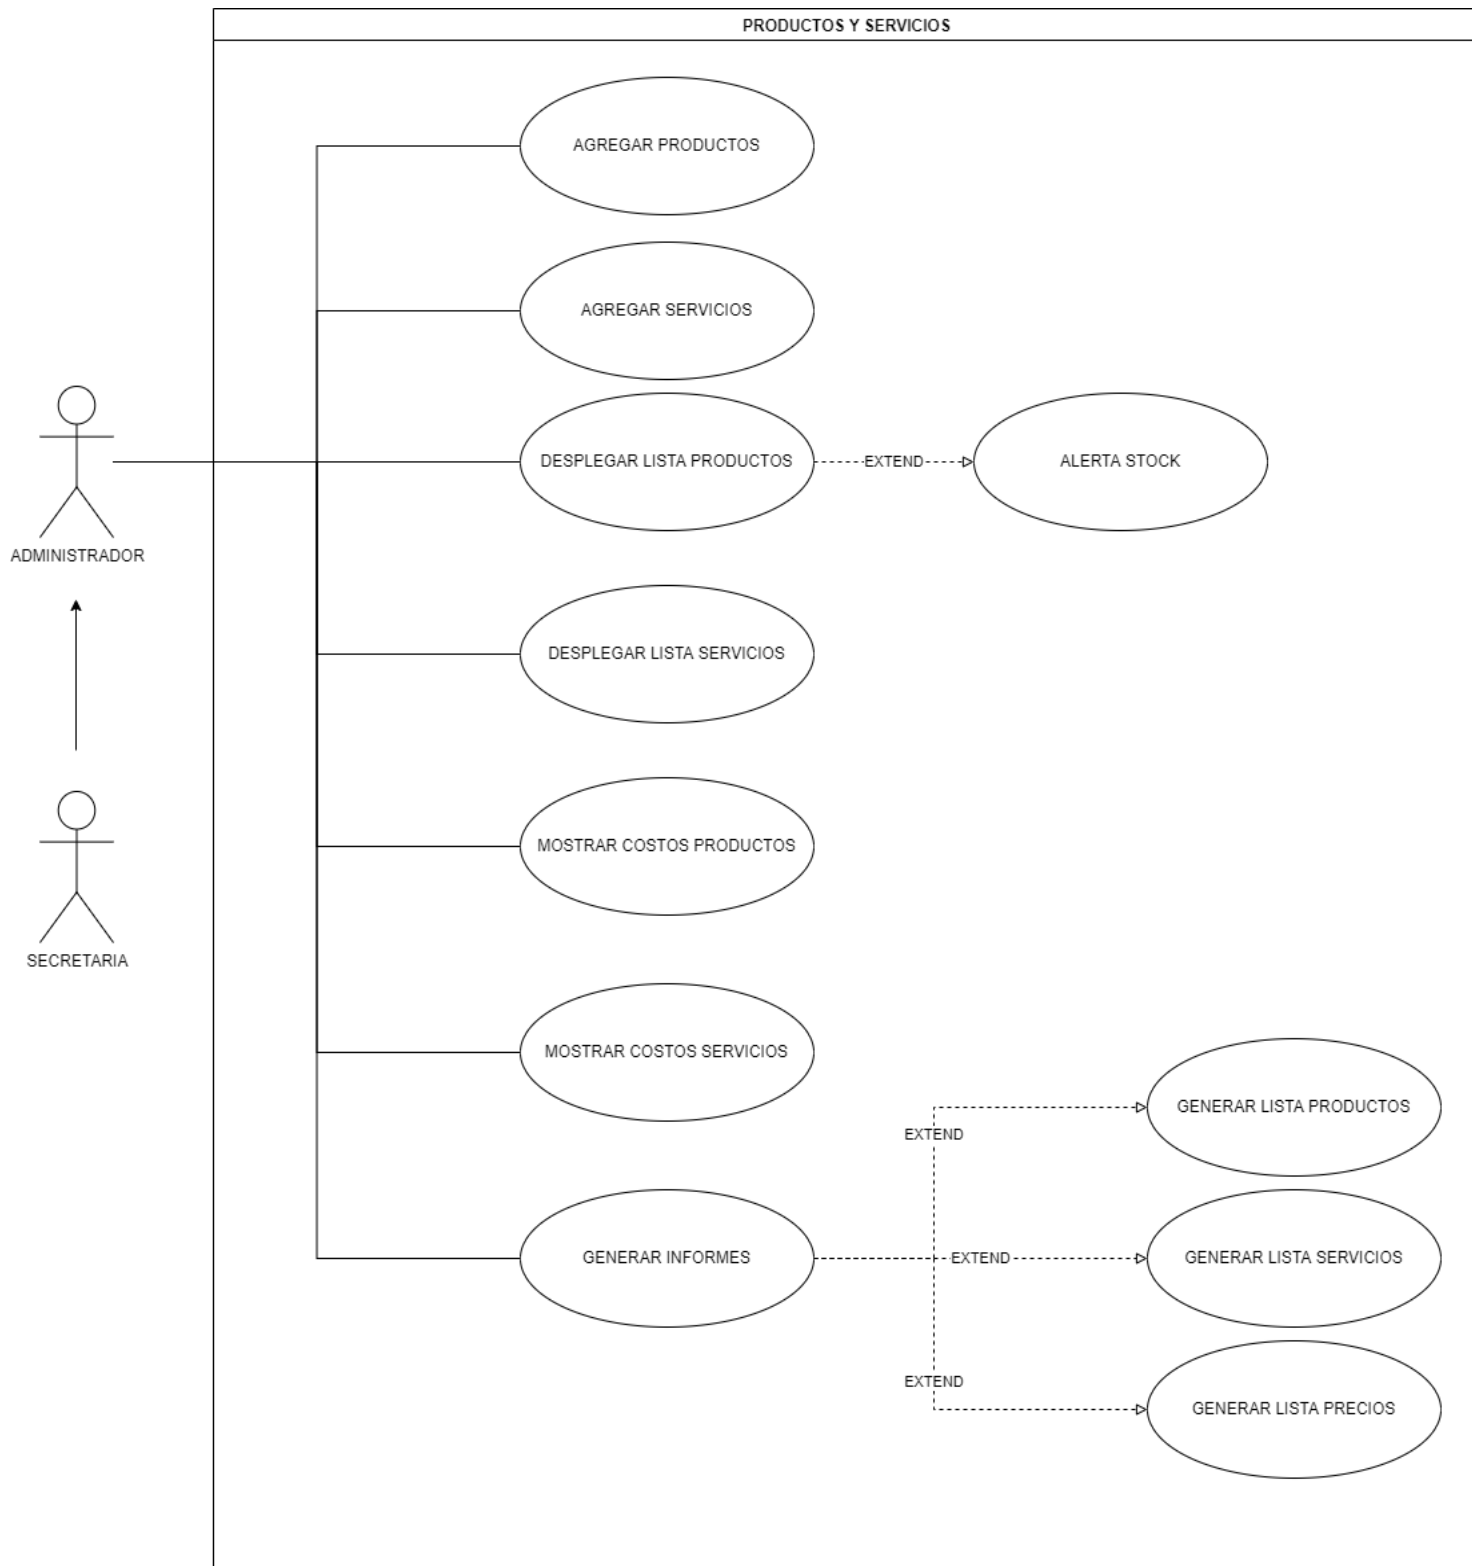 PRODUCTOS Y SERVICIOS
AGREGAR PRODUCTOS
AGREGAR SERVICIOS
DESPLEGAR LISTA PRODUCTOS
EXTEND
ALERTA STOCK
ADMINISTRADOR
DESPLEGAR LISTA SERVICIOS
MOSTRAR COSTOS PRODUCTOS
SECRETARIA
MOSTRAR COSTOS SERVICIOS
GENERAR LISTA PRODUCTOS
EXTEND
GENERAR INFORMES
EXTEND
GENERAR LISTA SERVICIOS
EXTEND
GENERAR LISTA PRECIOS